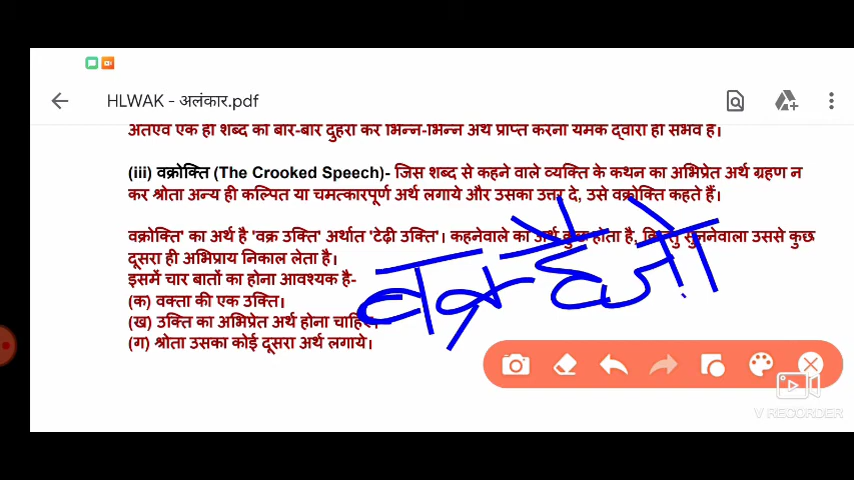 HLWAK - अलंकार.pdf
अतएव एक ही शब्द को बार-बार दुहरा कर भिन्न-भिन्न अर्थ प्राप्त करना यमक द्वारा ही संभव है।
(iii) वक्रोक्ति (The Crooked Speech)- जिस शब्द से कहने वाले व्यक्ति के कथन का अभिप्रेत अर्थ ग्रहण न
कर श्रोता अन्य ही कल्पित या चमत्कारपूर्ण अर्थ लगाये और उसका उत्तर दे, उसे वक्रोक्ति कहते हैं।
वक्रोक्ति' का अर्थ है 'वक्र उक्ति' अर्थात 'टेढ़ी उक्ति'। कहनेवाले का अर्थ कुछ होता है, किन्तु सुननेवाला उससे कुछ
दूसरा ही अभिप्राय निकाल लेता है।
इसमें चार बातों का होना आवश्यक है-
(क) वक्ता की एक उक्ति।
(ख) उक्ति का अभिप्रेत अर्थ होना चाहिए।
(ग) श्रोता उसका कोई दूसरा अर्थ लगाये।
V RECORDER